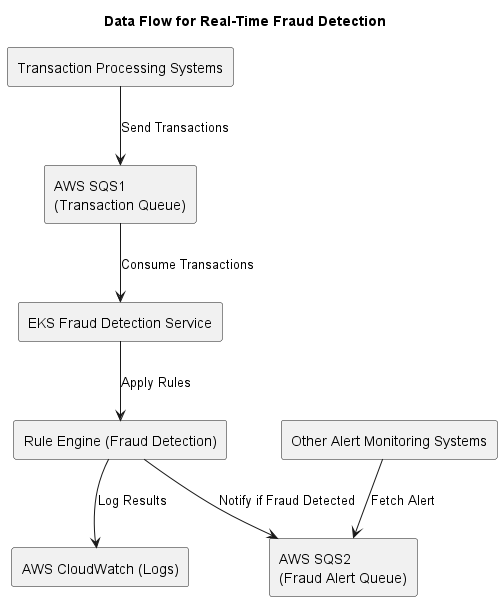 Data Flow for Real-Time Fraud Detection
Transaction Processing Systems
Send Transactions
AWS SQS1
(Transaction Queue)
Consume Transactions
EKS Fraud Detection Service
Apply Rules
Rule Engine (Fraud Detection)
Other Alert Monitoring Systems
Log Results
Notify if Fraud Detected
Fetch Alert
AWS CloudWatch (Logs)
AWS SQS2
(Fraud Alert Queue)